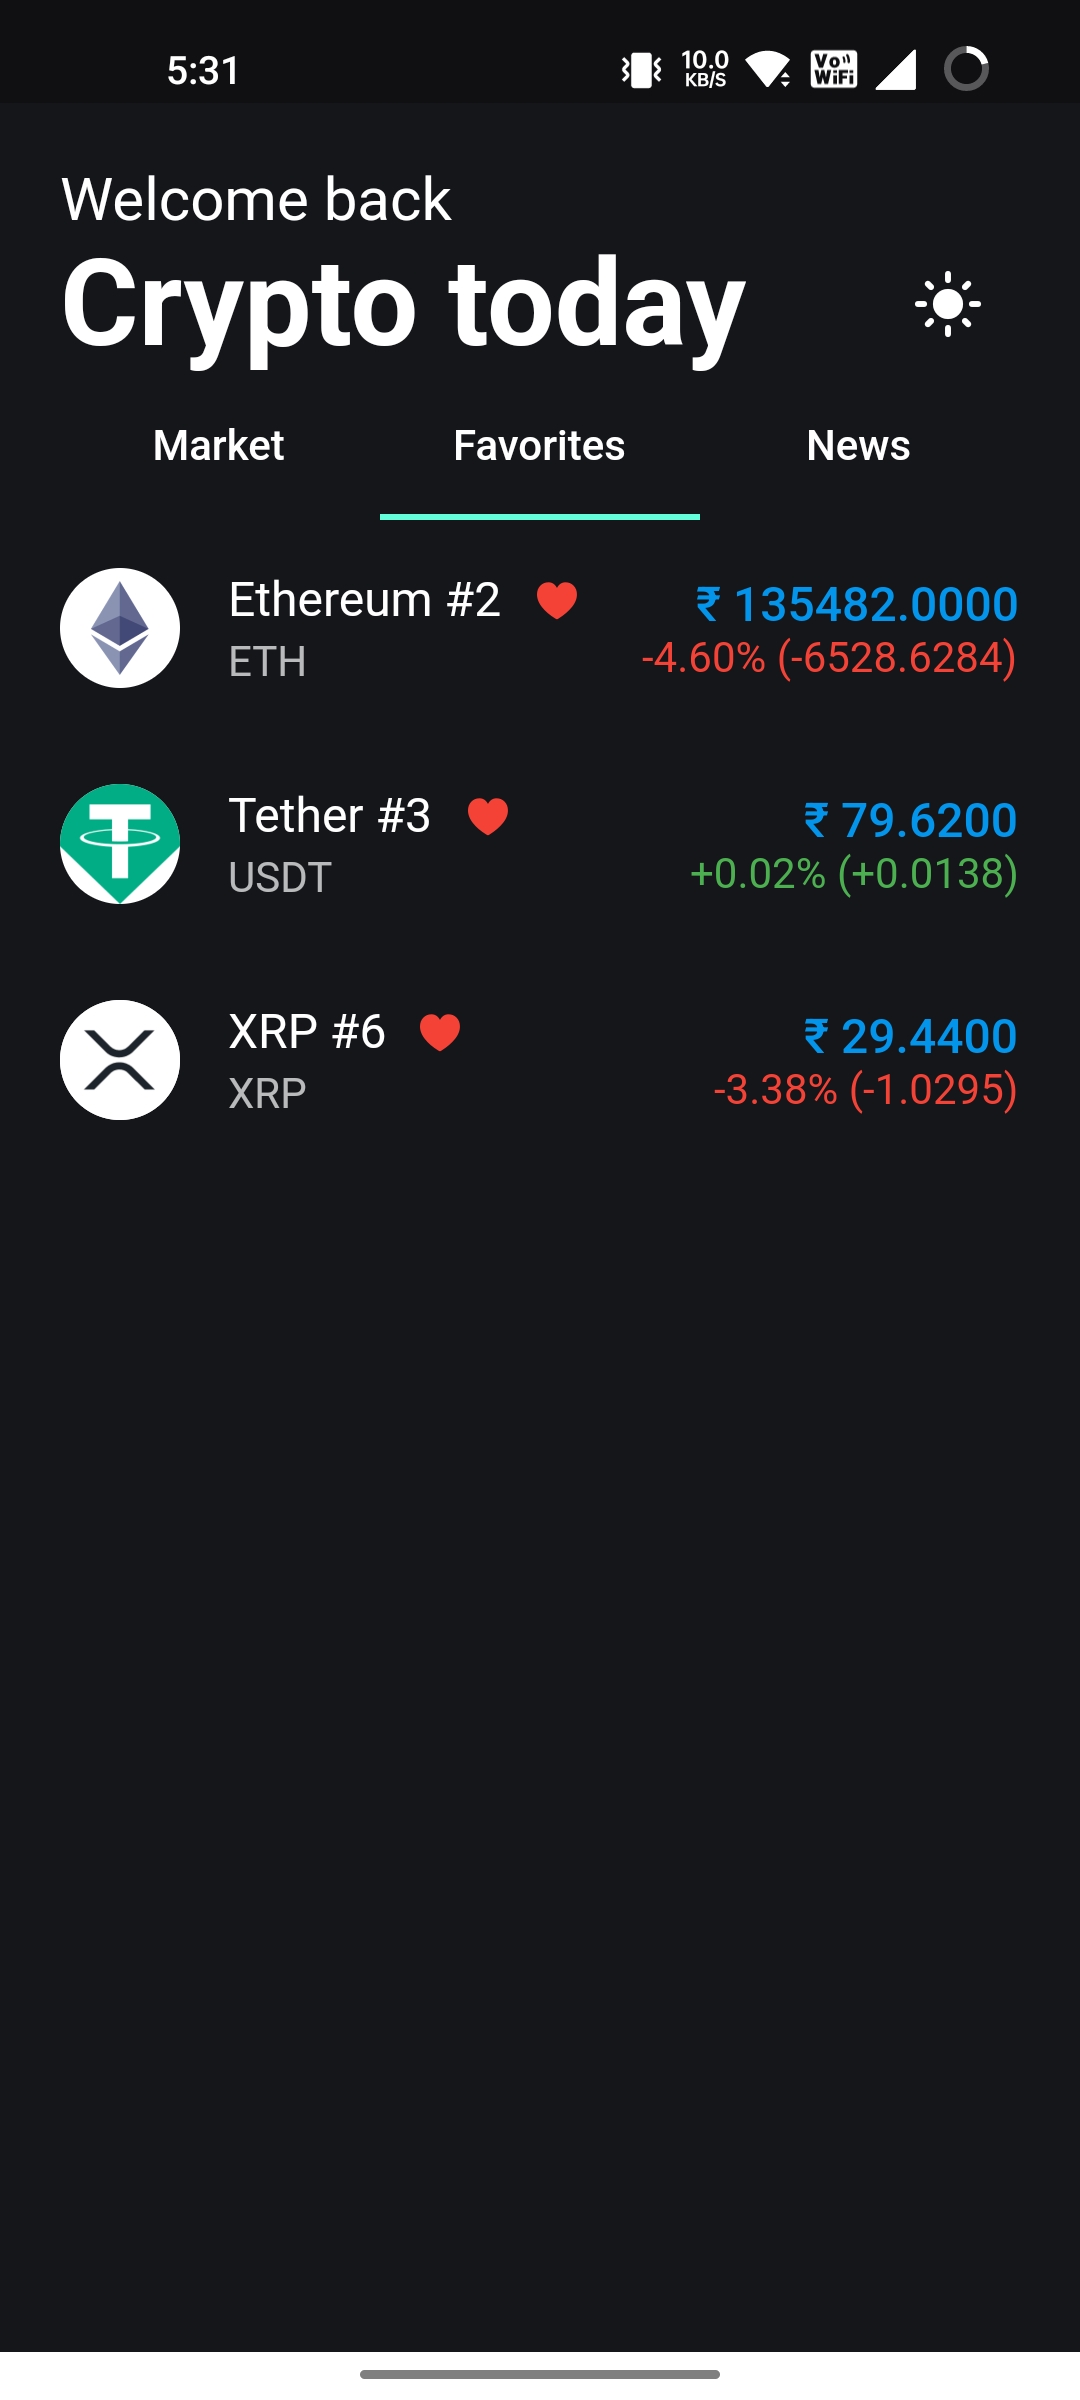 5:31
10.0
KB/S
Vo
WiFi
Welcome back
Crypto today
Market
Favorites
News
Ethereum #2
₹ 135482.0000
ETH
-4.60% (-6528.6284)
Tether #3
₹ 79.6200
USDT
+0.02% (+0.0138)
XRP #6
₹ 29.4400
XRP
-3.38% (-1.0295)